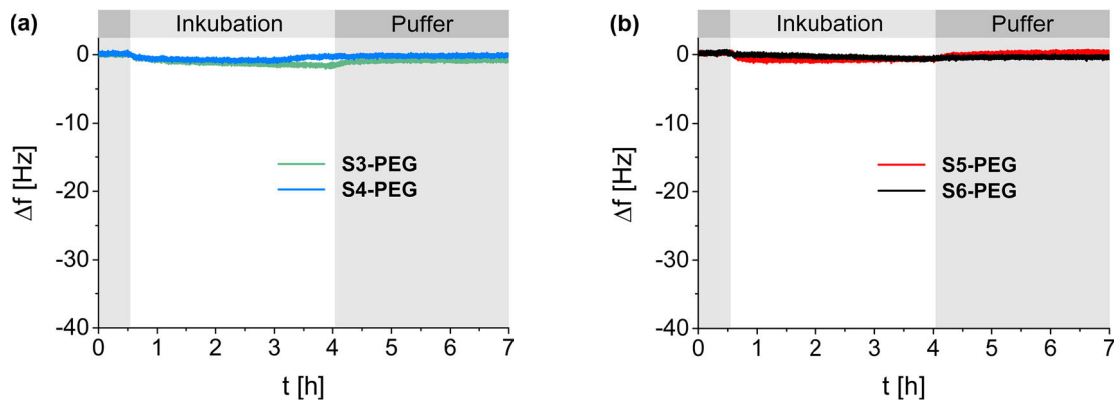 (a)
Inkubation
Puffer
0
-10
-20
-30
-40
Δf [Hz]
S3-PEG
S4-PEG
0 1 2 3 4 5 6 7
t [h]
(b)
Inkubation
Puffer
0
-10
-20
-30
-40
Δf [Hz]
S5-PEG
S6-PEG
0 1 2 3 4 5 6 7
t [h]